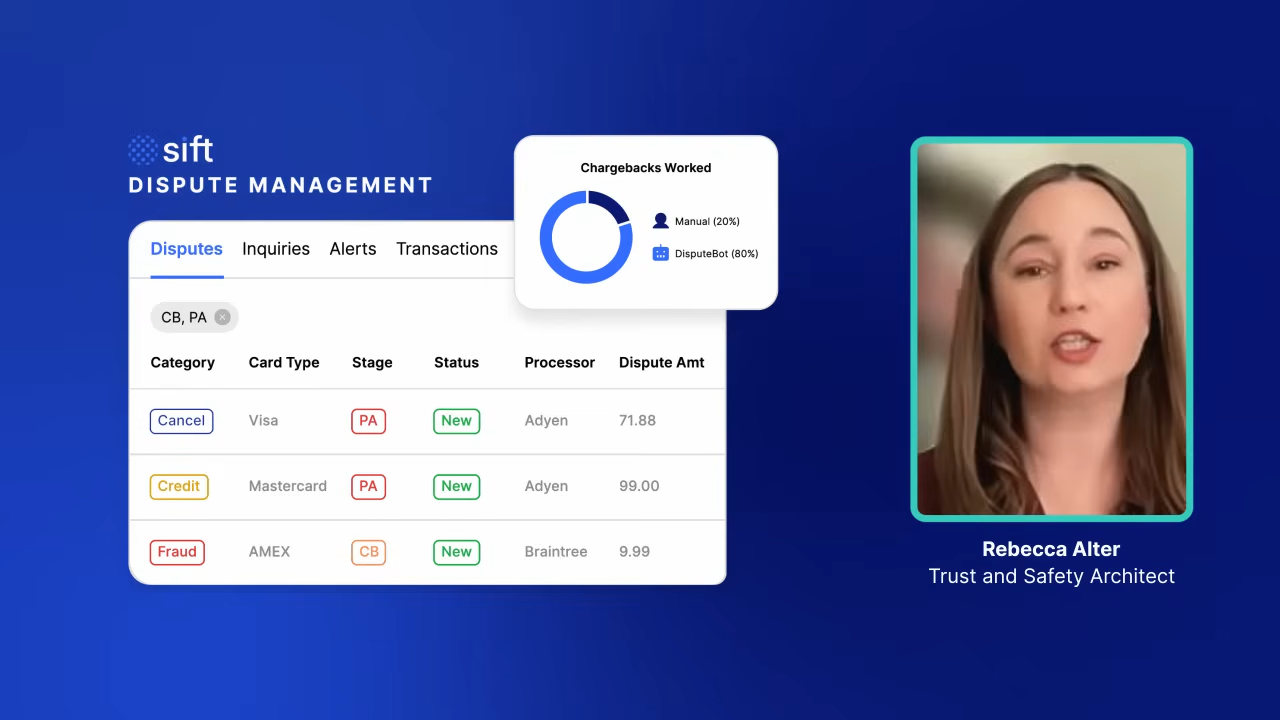 sift
DISPUTE MANAGEMENT
Chargebacks Worked
Manual (20%)
DisputeBot (80%)
Disputes Inquiries Alerts Transactions
CB, PA
Category Card Type Stage Status Processor Dispute Amt
Cancel Visa PA New Adyen 71.88
Credit Mastercard PA New Adyen 99.00
Fraud AMEX CB New Braintree 9.99
Rebecca Alter
Trust and Safety Architect